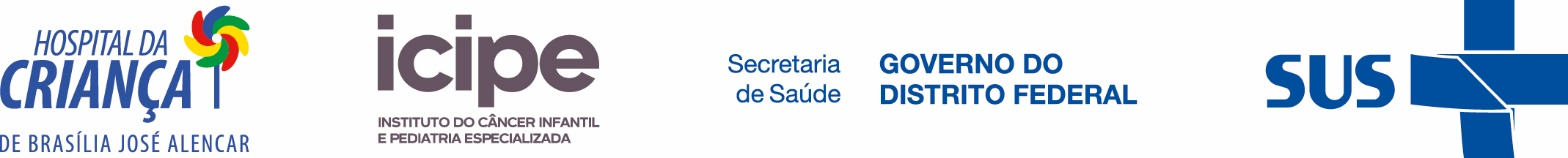 HOSPITAL DA
CRIANÇA
DE BRASÍLIA JOSÉ ALENCAR
icipe
INSTITUTO DO CÂNCER INFANTIL
E PEDIATRIA ESPECIALIZADA
Secretaria
de Saúde
GOVERNO DO
DISTRITO FEDERAL
SUS